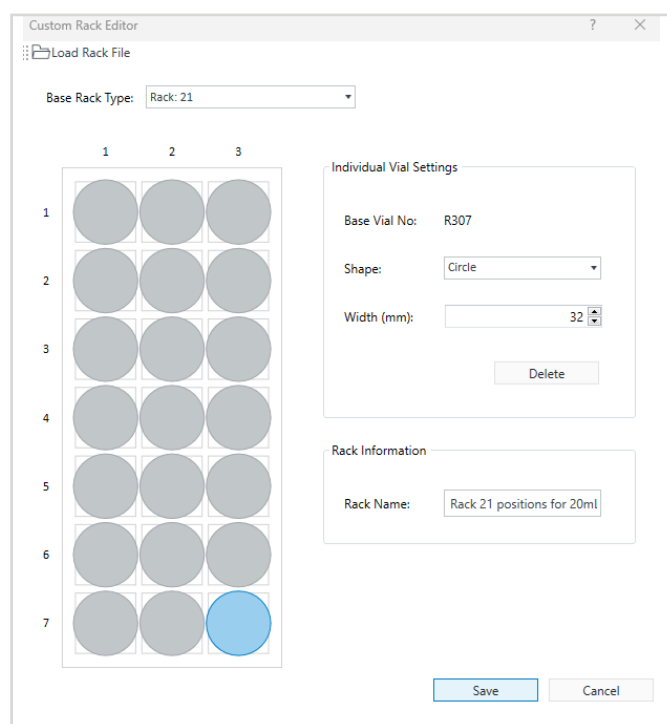 Custom Rack Editor ?
Load Rack File
Base Rack Type: Rack: 21
1 2 3
1
2
3
4
5
6
7
Individual Vial Settings
Base Vial No: R307
Shape: Circle
Width (mm): 32
Delete
Rack Information
Rack Name: Rack 21 positions for 20ml
Save Cancel